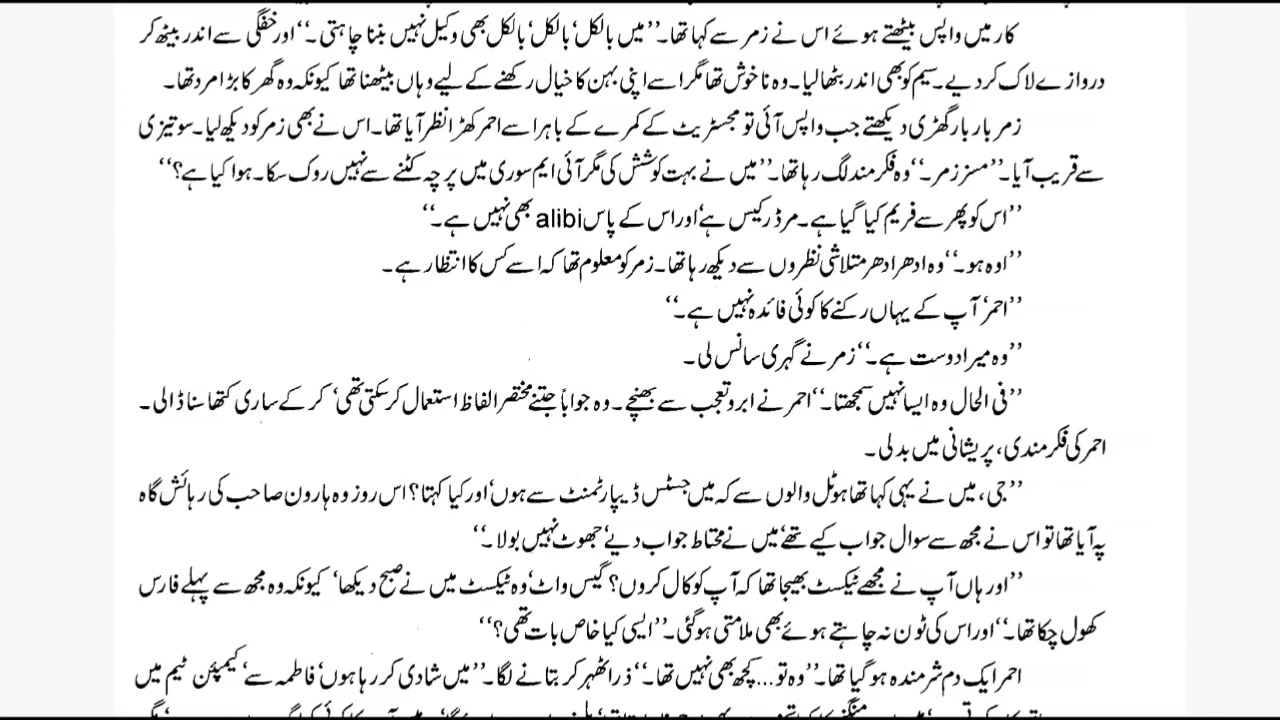 کار میں واپس بیٹھتے ہوئے اس نے زمر سے کہا تھا۔ ’’میں بالکل‘ بالکل‘ بالکل بھی وکیل نہیں بننا چاہتی۔‘‘ اور خفگی سے اندر بیٹھ کر
دروازے لاک کر دیے۔ سیم کو بھی اندر بٹھا لیا۔ وہ ناخوش تھا مگر اسے اپنی بہن کا خیال رکھنے کے لیے وہاں بیٹھنا تھا کیونکہ وہ گھر کا بڑا مرد تھا۔
زمر بار بار گھڑی دیکھتے جب واپس آئی تو مجسٹریٹ کے کمرے کے باہر اسے احمر کھڑا نظر آیا تھا۔ اس نے بھی زمر کو دیکھ لیا۔ سو تیزی
سے قریب آیا۔ ’’مسز زمر۔‘‘ وہ فکر مند لگ رہا تھا۔ ’’میں نے بہت کوشش کی مگر آئی ایم سوری میں پرچہ کٹنے سے نہیں روک سکا۔ ہوا کیا ہے؟‘‘
’’اس کو پھر سے فریم کیا گیا ہے۔ مرڈر کیس ہے‘ اور اس کے پاس alibi بھی نہیں ہے۔‘‘
’’اوہ ہو۔‘‘ وہ ادھر ادھر متلاشی نظروں سے دیکھ رہا تھا۔ زمر کو معلوم تھا کہ اسے کس کا انتظار ہے۔
’’احمر‘ آپ کے یہاں رکنے کا کوئی فائدہ نہیں ہے۔‘‘
’’وہ میرا دوست ہے۔‘‘ زمر نے گہری سانس لی۔
’’فی الحال وہ ایسا نہیں سمجھتا۔‘‘ احمر نے ابرو تعجب سے بھنچے۔ وہ جواباً جتنے مختصر الفاظ استعمال کر سکتی تھی‘ کر کے ساری کتھا سنا ڈالی۔
احمر کی فکر مندی، پریشانی میں بدلی۔
’’جی، میں نے یہی کہا تھا ہوٹل والوں سے کہ میں جسٹس ڈیپارٹمنٹ سے ہوں‘ اور کیا کہتا؟ اس روز وہ ہارون صاحب کی رہائش گاہ
پہ آیا تھا تو اس نے مجھ سے سوال جواب کیے تھے‘ میں نے محتاط جواب دیے‘ جھوٹ نہیں بولا۔‘‘
’’اور ہاں آپ نے مجھے ٹیکسٹ بھیجا تھا کہ آپ کو کال کروں؟ گیس واٹ‘ وہ ٹیکسٹ میں نے صبح دیکھا‘ کیونکہ وہ مجھ سے پہلے فارس
کھول چکا تھا۔‘‘ اور اس کی ٹون نہ چاہتے ہوئے بھی ملامتی ہو گئی۔ ’’ایسی کیا خاص بات تھی؟‘‘
احمر ایک دم شرمندہ ہو گیا تھا۔ ’’وہ تو... کچھ بھی نہیں تھا۔‘‘ ذرا ٹھہر کر بتانے لگا۔ ’’میں شادی کر رہا ہوں‘ فاطمہ سے‘ کیمپئن ٹیم میں